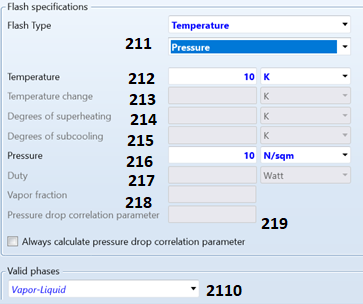 Flash specifications
Flash Type Temperature
211 Pressure
Temperature 212 10 K
Temperature change 213 K
Degrees of superheating 214 K
Degrees of subcooling 215 K
Pressure 216 10 N/sqm
Duty 217 Watt
Vapor fraction 218
Pressure drop correlation parameter 219
Always calculate pressure drop correlation parameter
Valid phases
Vapor-Liquid 2110